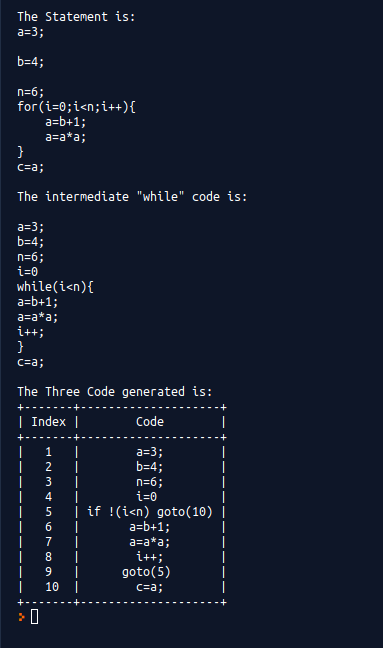 The Statement is:
a=3;
b=4;
n=6;
for(i=0;i<n;i++){
    a=b+1;
    a=a*a;
}
c=a;
The intermediate "while" code is:
a=3;
b=4;
n=6;
i=0
while(i<n){
a=b+1;
a=a*a;
i++;
}
c=a;
The Three Code generated is:
+-------+--------------------+
| Index |        Code        |
+-------+--------------------+
|   1   |        a=3;        |
|   2   |        b=4;        |
|   3   |        n=6;        |
|   4   |        i=0         |
|   5   | if !(i<n) goto(10) |
|   6   |       a=b+1;       |
|   7   |       a=a*a;       |
|   8   |        i++;        |
|   9   |      goto(5)       |
|   10  |        c=a;        |
+-------+--------------------+
>